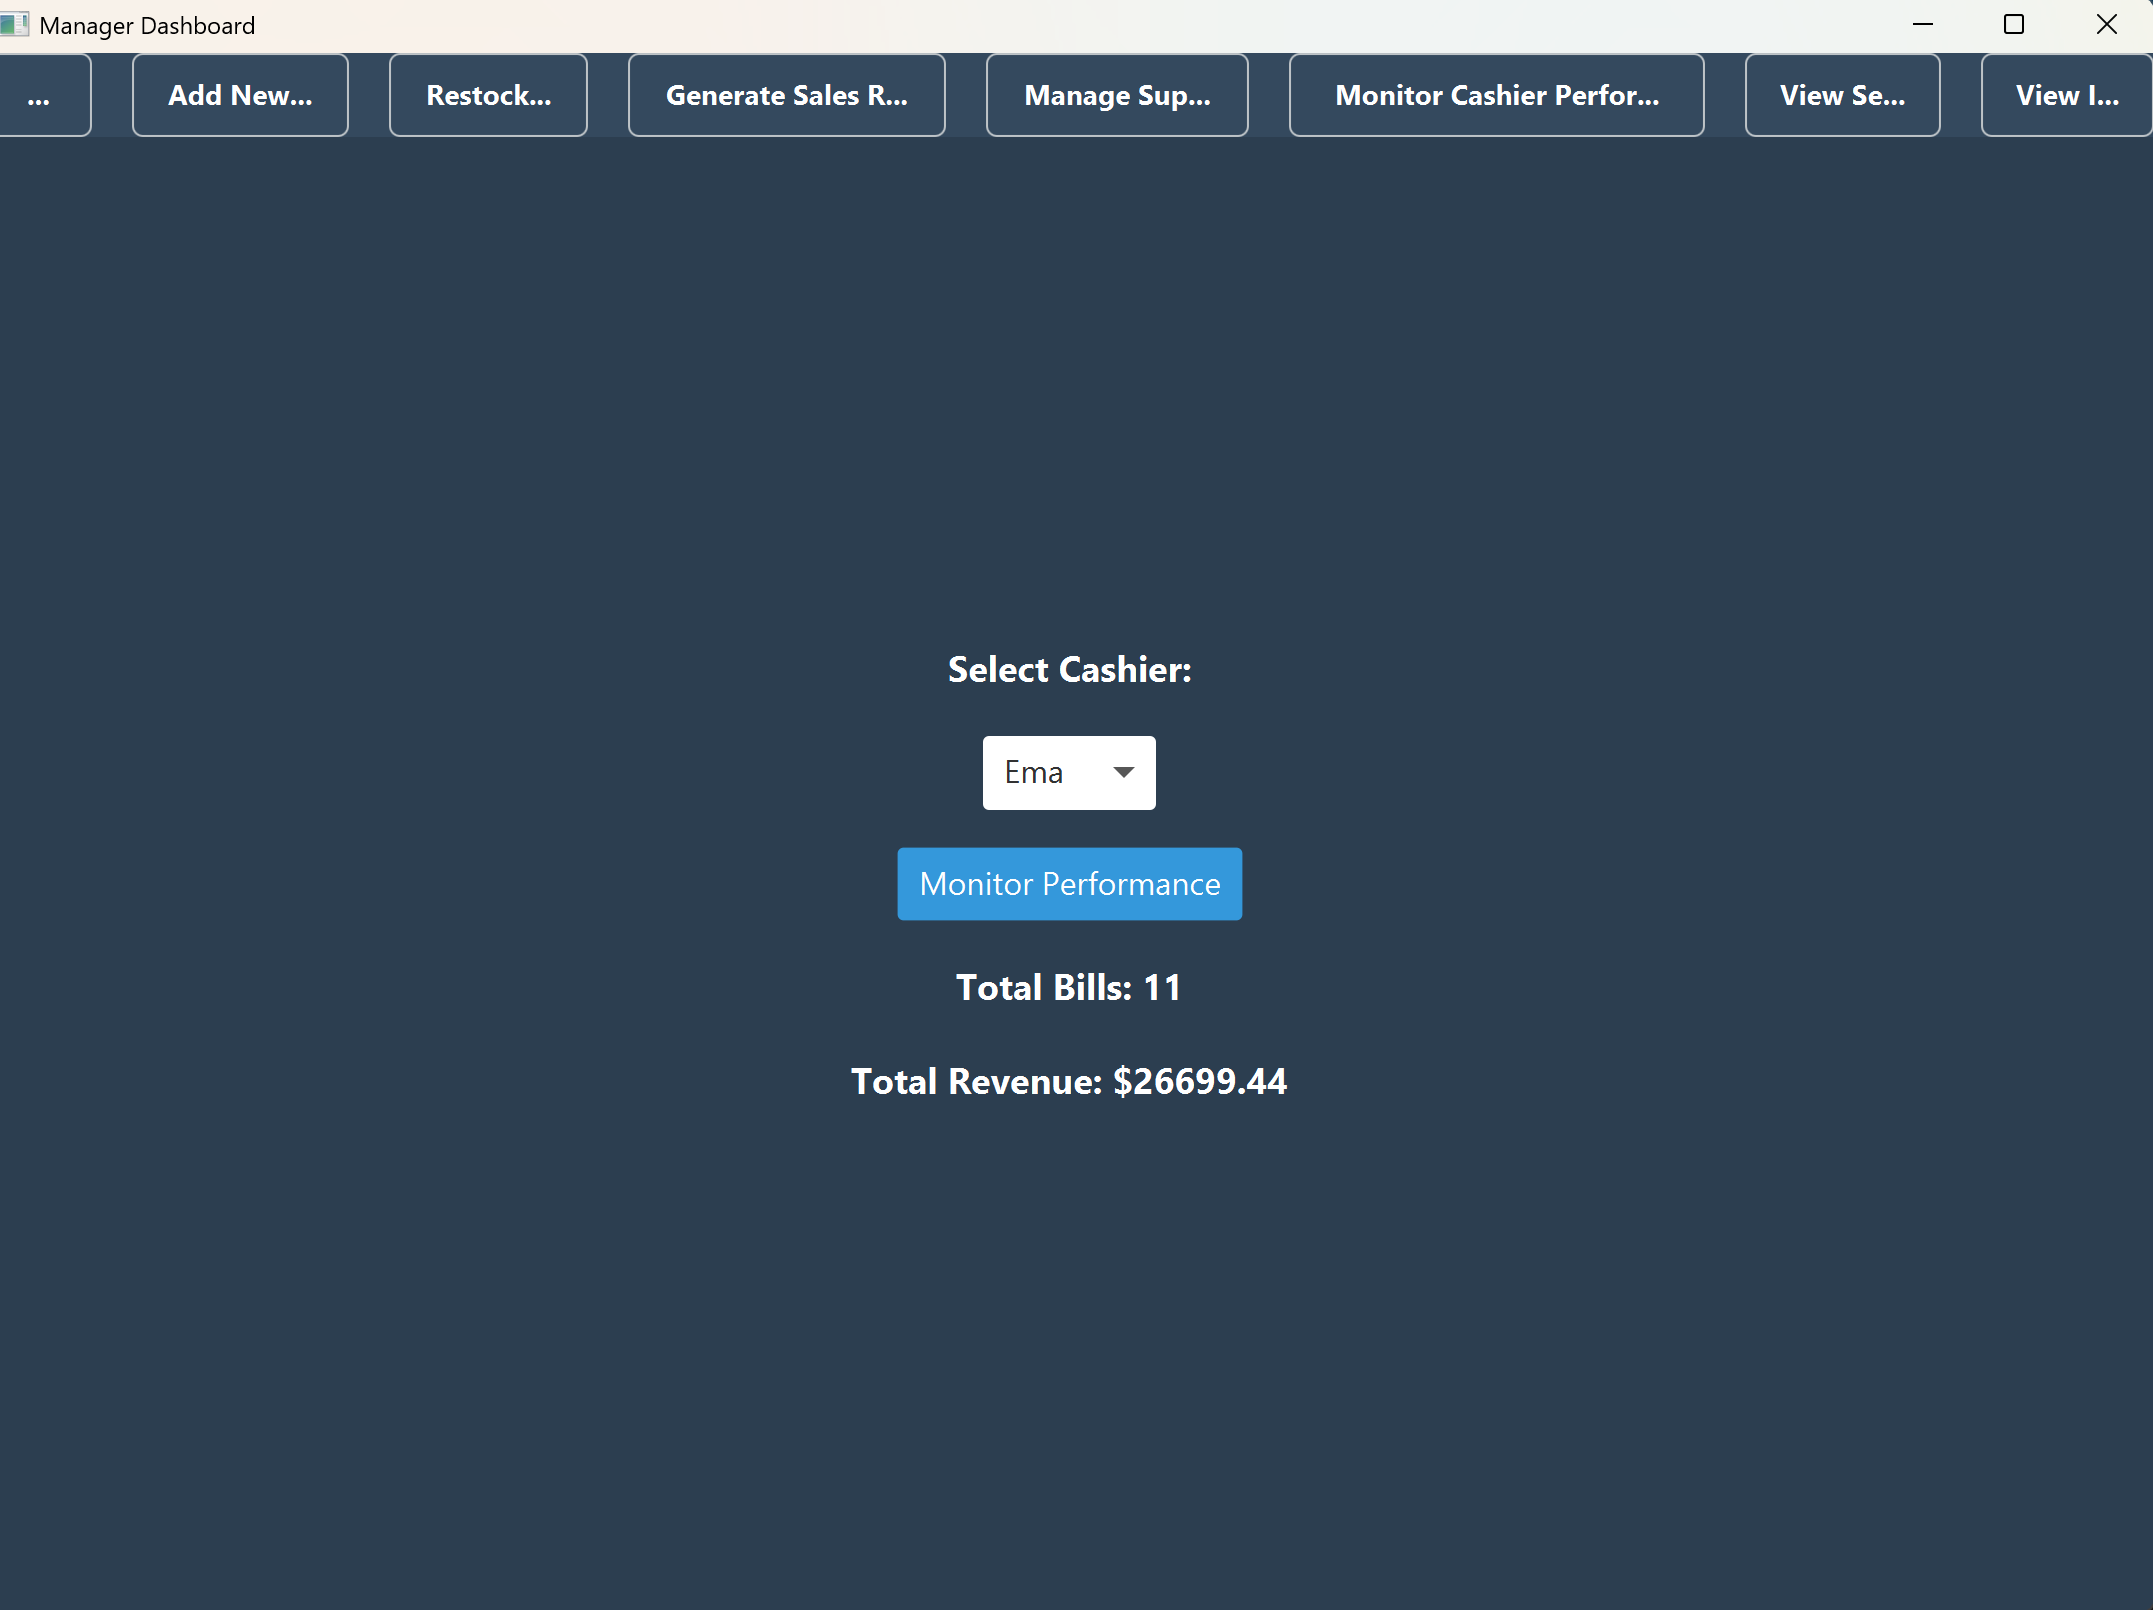 Manager Dashboard
... Add New... Restock... Generate Sales R... Manage Sup... Monitor Cashier Perfor... View Se... View I...
Select Cashier:
Ema
Monitor Performance
Total Bills: 11
Total Revenue: $26699.44